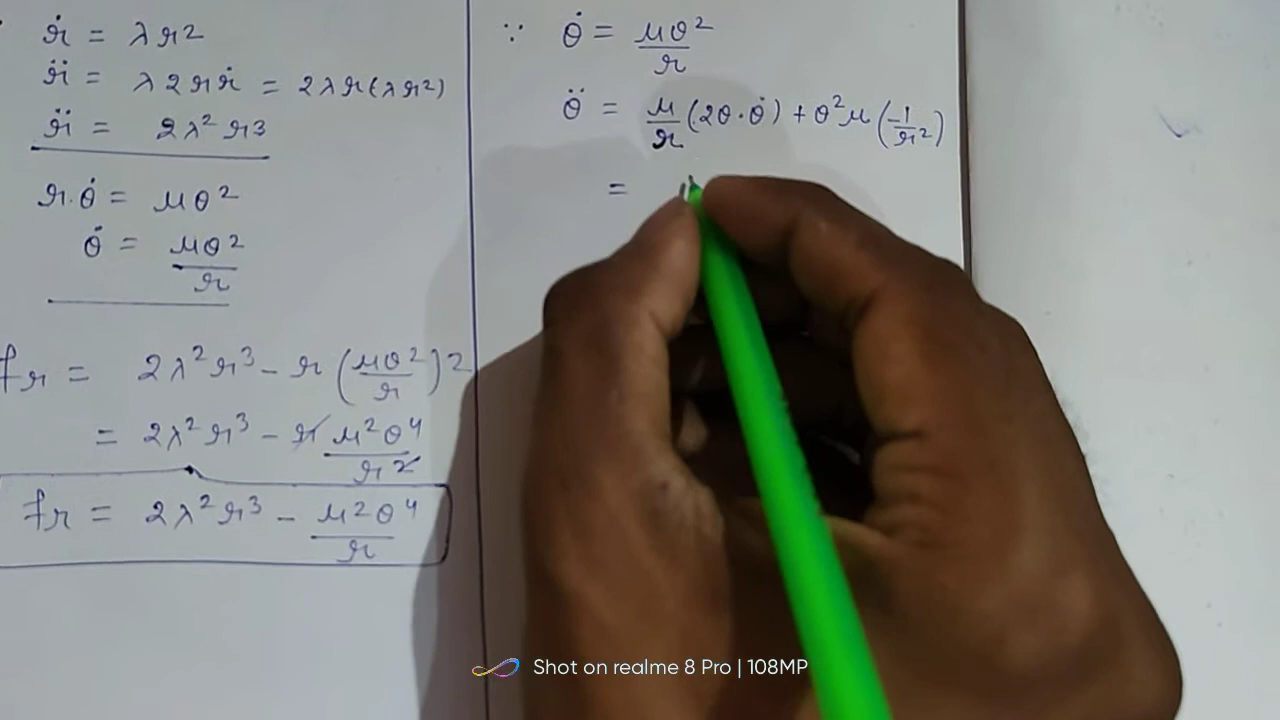 ṙ = λr²
r̈ = λ2rṙ = 2λr(λr²)
r̈ = 2λ²r³
r.θ̇ = μθ²
θ̇ = μθ²/r
fr = 2λ²r³ - r (μθ²/r)²
= 2λ²r³ - r μ²θ⁴/r²
fr = 2λ²r³ - μ²θ⁴/r
∵ θ̇ = μθ²/r
θ̈ = μ/r (2θ·θ̇) + θ²μ (-1/r²)
=
Shot on realme 8 Pro | 108MP